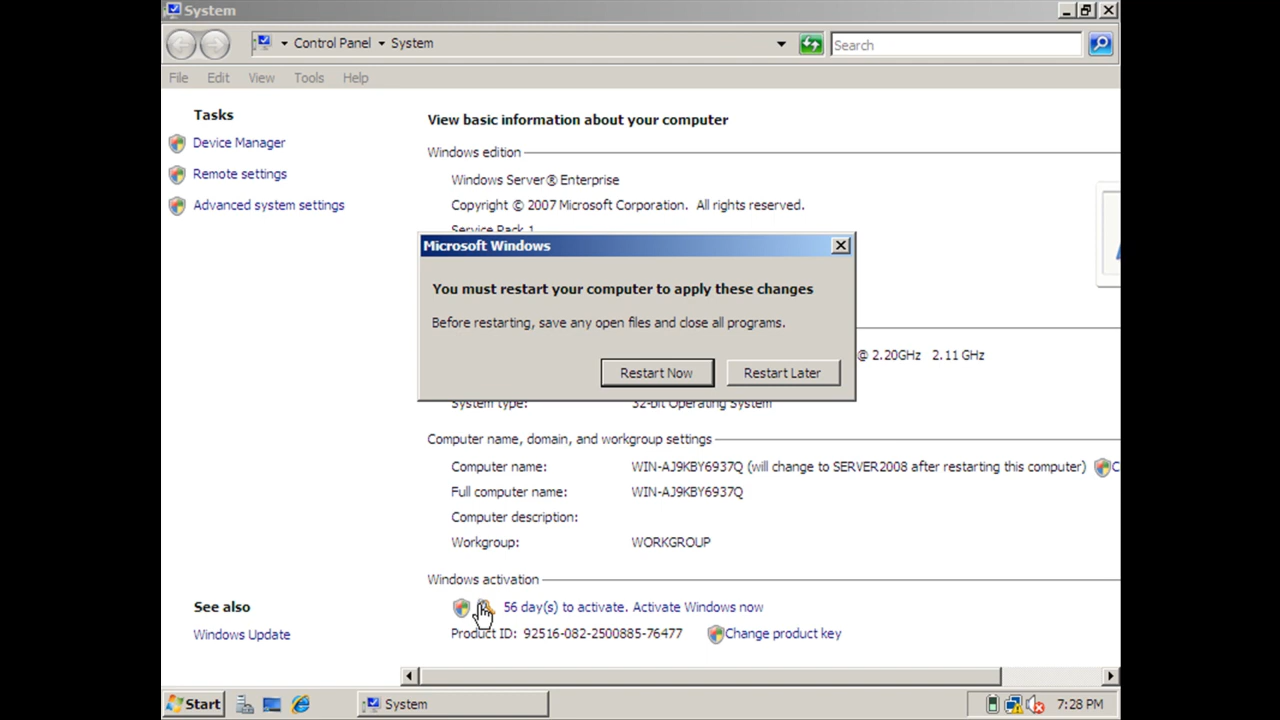 System
Control Panel System
Search
File Edit View Tools Help
Tasks
Device Manager
Remote settings
Advanced system settings
View basic information about your computer
Windows edition
Windows Server® Enterprise
Copyright © 2007 Microsoft Corporation. All rights reserved.
Service Pack 1
Microsoft Windows
You must restart your computer to apply these changes
Before restarting, save any open files and close all programs.
Restart Now Restart Later
@ 2.20GHz 2.11 GHz
System type: 32-bit Operating System
Computer name, domain, and workgroup settings
Computer name: WIN-AJ9KBY6937Q (will change to SERVER2008 after restarting this computer)
Full computer name: WIN-AJ9KBY6937Q
Computer description:
Workgroup: WORKGROUP
Windows activation
56 day(s) to activate. Activate Windows now
Product ID: 92516-082-2500885-76477 Change product key
See also
Windows Update
Start System 7:28 PM